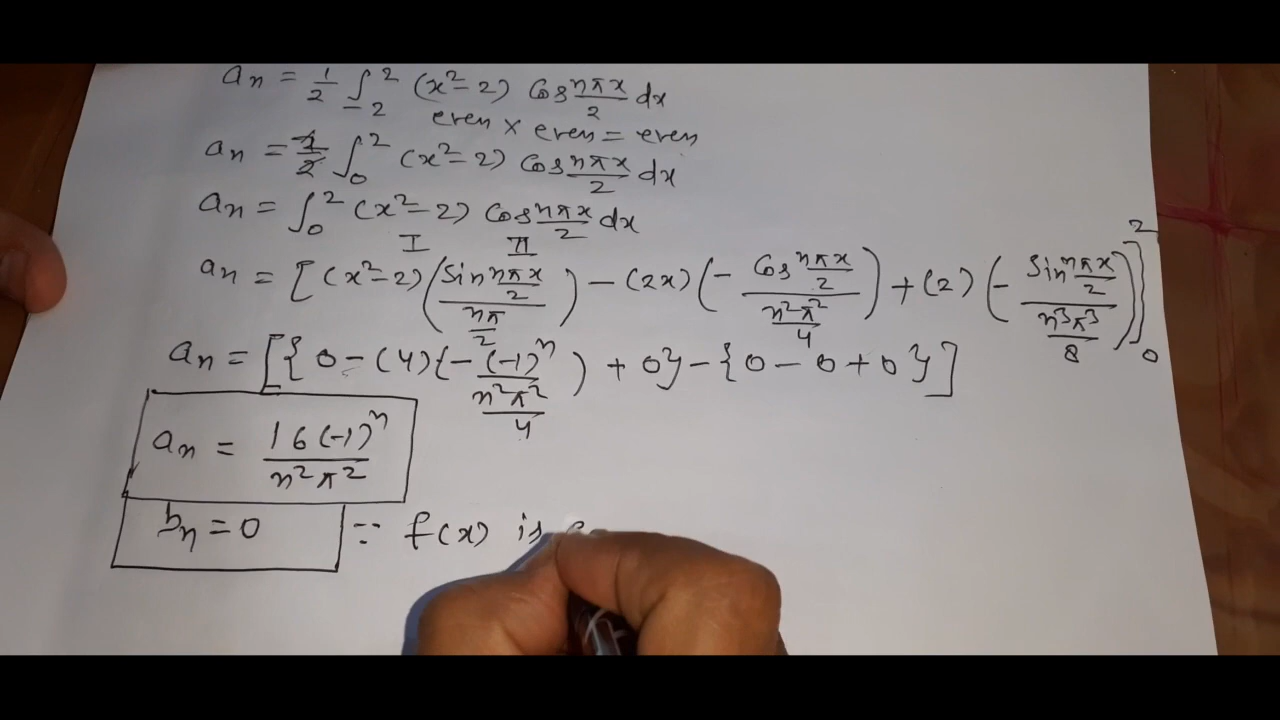 aₙ = 1/2 ∫₋₂² (x²-2) Cos nπx/2 dx
even × even = even
aₙ = 2/2 ∫₀² (x²-2) Cos nπx/2 dx
aₙ = ∫₀² (x²-2) Cos nπx/2 dx
I II
aₙ = [(x²-2)(Sin nπx/2 / nπ/2) - (2x)(- Cos nπx/2 / n²π²/4) + (2)(- Sin nπx/2 / n³π³/8)]₀²
aₙ = [{0-(4)(- (-1)ⁿ / n²π²/4) + 0} - {0-0+0}]
aₙ = 16(-1)ⁿ / n²π²
bₙ = 0 ∵ f(x) is